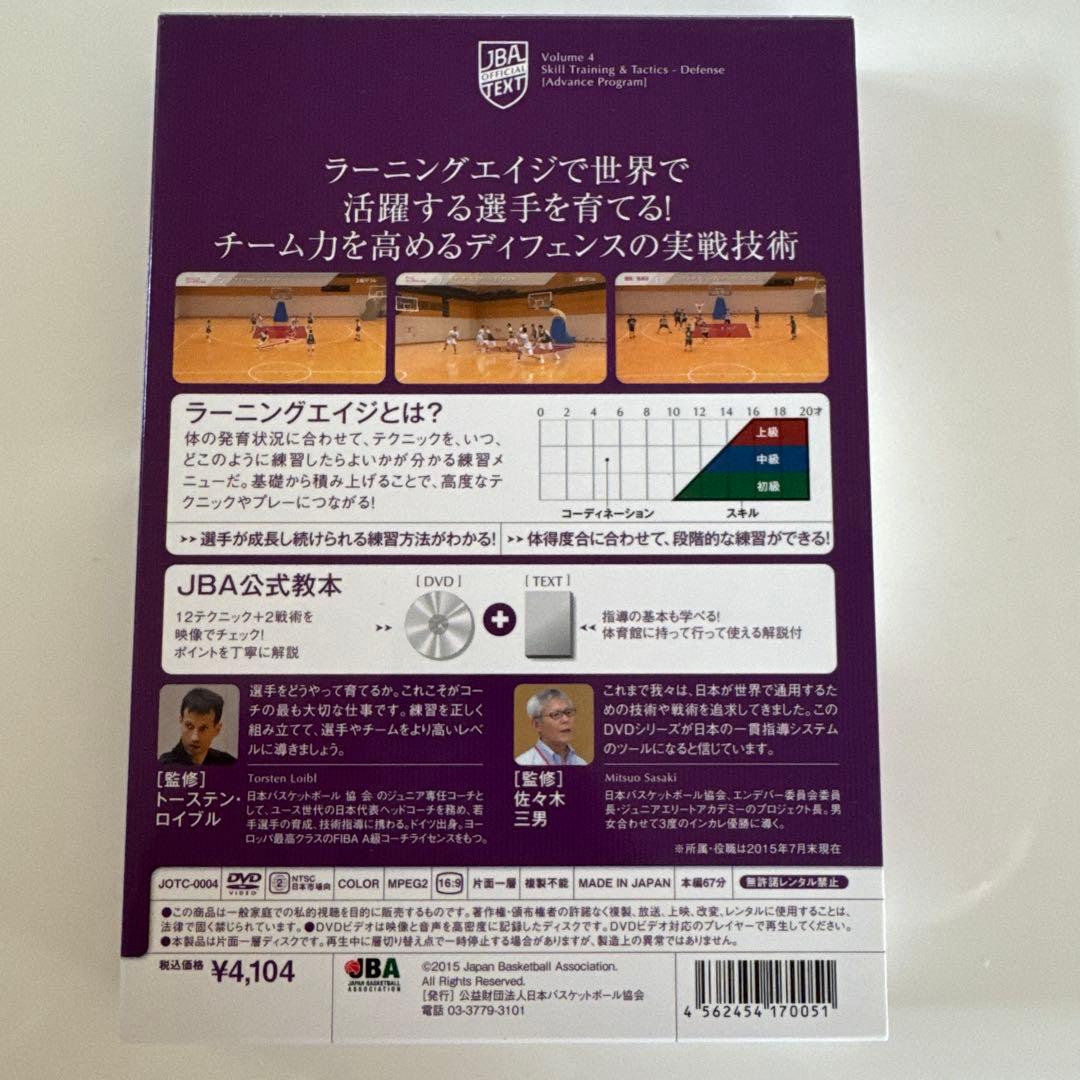 JBA
OFFICIAL
TEXT
Volume 4
Skill Training & Tactics - Defense
[Advance Program]
ラーニングエイジで世界で
活躍する選手を育てる!
チーム力を高めるディフェンスの実戦技術
ラーニングエイジとは?
体の発育状況に合わせて、テクニックを、いつ、
どこのように練習したらよいかが分かる練習メ
ニューだ。基礎から積み上げることで、高度なテ
クニックやプレーにつながる!
0 2 4 6 8 10 12 14 16 18 20才
上級
中級
初級
コーディネーション
スキル
>> 選手が成長し続けられる練習方法がわかる!
>> 体得度合に合わせて、段階的な練習ができる!
JBA公式教本
12テクニック+2戦術を
映像でチェック!
ポイントを丁寧に解説
>>
[DVD]
[TEXT]
<<
指導の基本も学べる!
体育館に持って行って使える解説付
選手をどうやって育てるか。これこそがコー
チの最も大切な仕事です。練習を正しく
組み立てて、選手やチームをより高いレベ
ルに導きましょう。
[監修]
トーステン・
ロイブル
Torsten Loibl
日本バスケットボール協会のジュニア専任コーチと
して、ユース世代の日本代表ヘッドコーチを務め、若
手選手の育成、技術指導に携わる。ドイツ出身。ヨー
ロッパ最高クラスのFIBA A級コーチライセンスをもつ。
これまで我々は、日本が世界で通用するた
めの技術や戦術を追求してきました。この
DVDシリーズが日本の一貫指導システム
のツールになると信じています。
[監修]
佐々木
三男
Mitsuo Sasaki
日本バスケットボール協会、エンデバー委員会委員
長・ジュニアエリートアカデミーのプロジェクト長。男
女合わせて3度のインカレ優勝に導く。
※所属・役職は2015年7月末現在
JOTC-0004
DVD
VIDEO
2
NTSC
日本市場向
COLOR
MPEG2
16:9
片面一層
複製不能
MADE IN JAPAN
本編67分
無許諾レンタル禁止
●この商品は一般家庭での私的視聴を目的に販売するものです。著作権・頒布権者の許諾なく複製、放送、上映、改変、レンタルに使用することは、
法律で固く禁じられています。●DVDビデオは映像と音声を高密度に記録したディスクです。DVDビデオ対応のプレイヤーで再生してください。
●本製品は片面一層ディスクです。再生中に層切り替え点で一時停止する場合がありますが、製造上の異常ではありません。
税込価格 ¥4,104
JBA
JAPAN BASKETBALL
ASSOCIATION
©2015 Japan Basketball Association.
All Rights Reserved.
[発行] 公益財団法人日本バスケットボール協会
電話 03-3779-3101
4 562454 170051